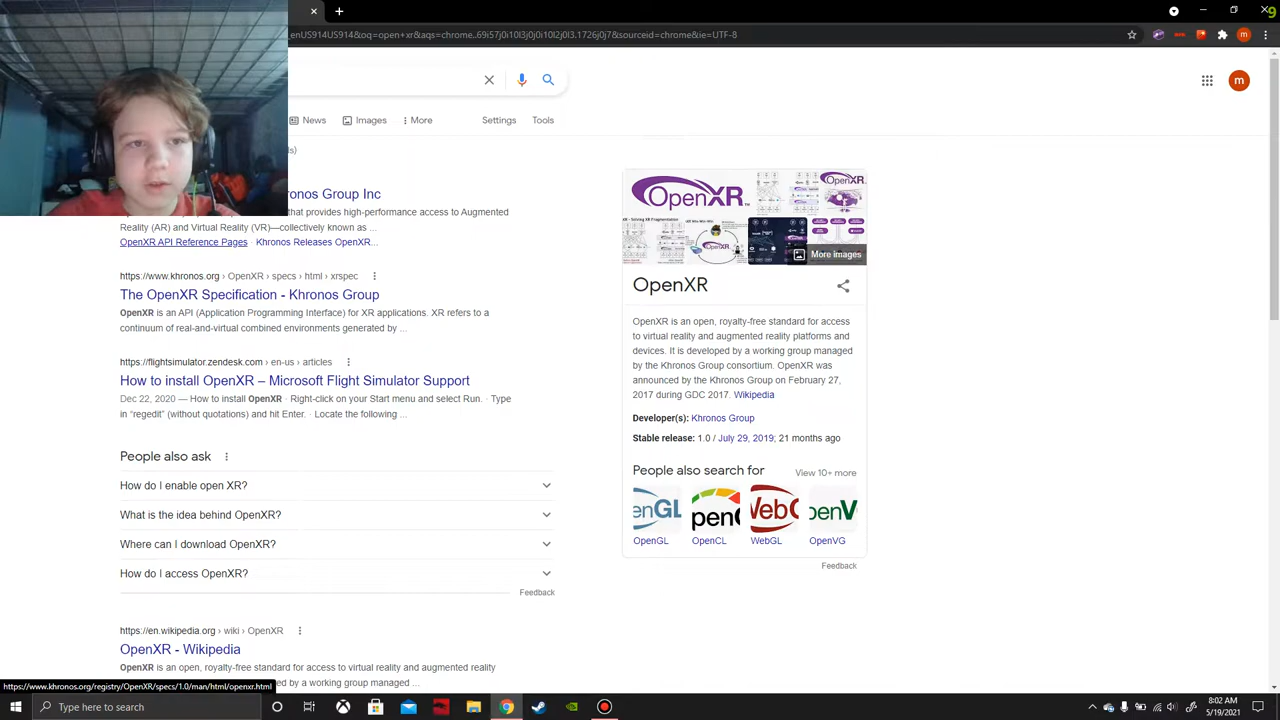 enUS914US914&oq=open+xr&aqs=chrome..69i57j0i10j0i10i433j0i10j0i10l2j0l3.1726j0j7&sourceid=chrome&ie=UTF-8
m
News Images More Settings Tools
ds)
ronos Group Inc
that provides high-performance access to Augmented
Reality (AR) and Virtual Reality (VR)—collectively known as ...
OpenXR API Reference Pages · Khronos Releases OpenXR...
https://www.khronos.org › OpenXR › specs › html › xrspec
The OpenXR Specification - Khronos Group
OpenXR is an API (Application Programming Interface) for XR applications. XR refers to a
continuum of real-and-virtual combined environments generated by ...
https://flightsimulator.zendesk.com › en-us › articles
How to install OpenXR – Microsoft Flight Simulator Support
Dec 22, 2020 — How to install OpenXR · Right-click on your Start menu and select Run. · Type
in “regedit” (without quotations) and hit Enter. · Locate the following ...
People also ask
How do I enable open XR?
What is the idea behind OpenXR?
Where can I download OpenXR?
How do I access OpenXR?
Feedback
https://en.wikipedia.org › wiki › OpenXR
OpenXR - Wikipedia
OpenXR is an open, royalty-free standard for access to virtual reality and augmented reality
ed by a working group managed ...
OpenXR
OpenXR
OpenXR
More images
OpenXR
OpenXR is an open, royalty-free standard for access
to virtual reality and augmented reality platforms and
devices. It is developed by a working group managed
by the Khronos Group consortium. OpenXR was
announced by the Khronos Group on February 27,
2017 during GDC 2017. Wikipedia
Developer(s): Khronos Group
Stable release: 1.0 / July 29, 2019; 21 months ago
People also search for View 10+ more
enGL penC WebG penV
OpenGL OpenCL WebGL OpenVG
Feedback
https://www.khronos.org/registry/OpenXR/specs/1.0/man/html/openxr.html
Type here to search
8:02 AM
5/19/2021